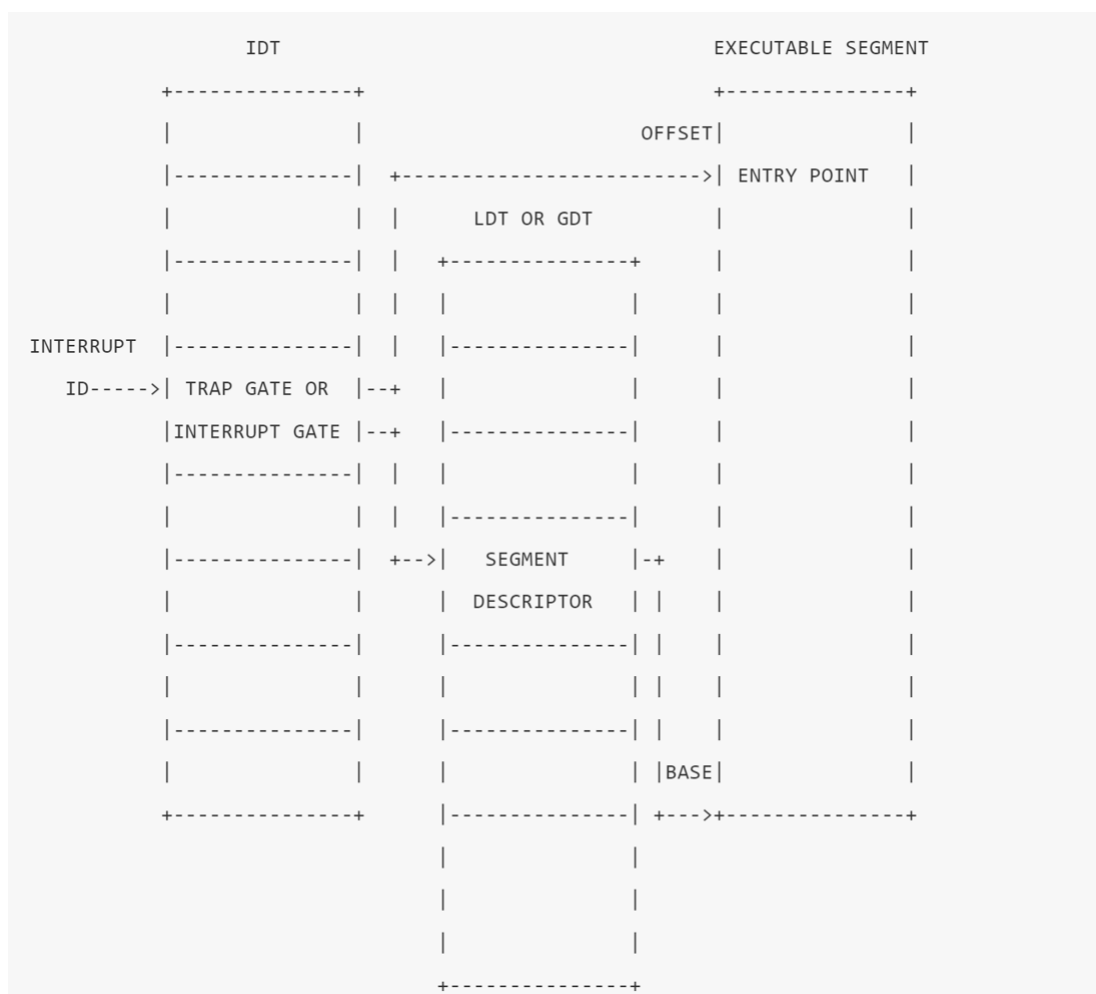 IDT EXECUTABLE SEGMENT
+---------------+ +---------------+
| | OFFSET| |
|---------------| +------------------------->| ENTRY POINT |
| | | LDT OR GDT | |
|---------------| | +---------------+ | |
| | | | | | |
INTERRUPT |---------------| | |---------------| | |
ID----->| TRAP GATE OR |--+ | | | |
|INTERRUPT GATE |--+ |---------------| | |
|---------------| | | | | |
| | | |---------------| | |
|---------------| +-->| SEGMENT |-+ | |
| | | DESCRIPTOR | | | |
|---------------| |---------------| | | |
| | | | | | |
|---------------| |---------------| | | |
| | | | |BASE| |
+---------------+ |---------------| +--->+---------------+
| |
| |
| |
+---------------+